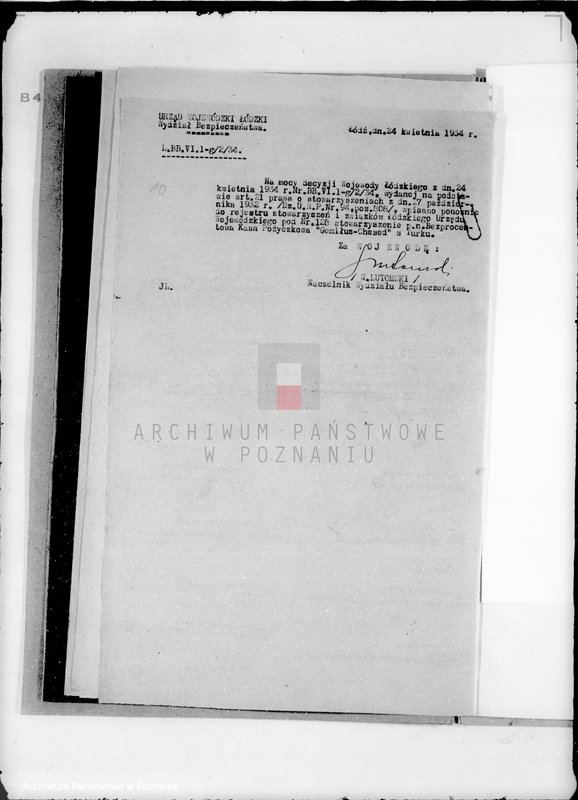 B4
URZĄD WOJEWÓDZKI ŁÓDZKI
Wydział Bezpieczeństwa.
Łódź,dn.24 kwietnia 1934 r.
L.BB.VI.1-g/2/34.
10
Na mocy decyzji Wojewody Łódzkiego z dn.24
kwietnia 1934 r.Nr.BB.VI.1-g/2/34, wydanej na podsta-
wie art.21 prawa o stowarzyszeniach z dn.27 paździer-
nika 1932 r. /Dz.U.R.P.Nr.94,poz.808/, wpisano ponownie
do rejestru stowarzyszeń i związków Łódzkiego Urzędu
Wojewódzkiego pod Nr.128 stowarzyszenie p.n.Bezprocen-
towa Kasa Pożyczkowa "Gemiłus-Chesed" w Turku.
Za WOJEWODĘ:
/W.LUTOMSKI/
Naczelnik Wydziału Bezpieczeństwa.
JL.
ARCHIWUM PAŃSTWOWE
W POZNANIU
Archiwum Państwowe w Poznaniu